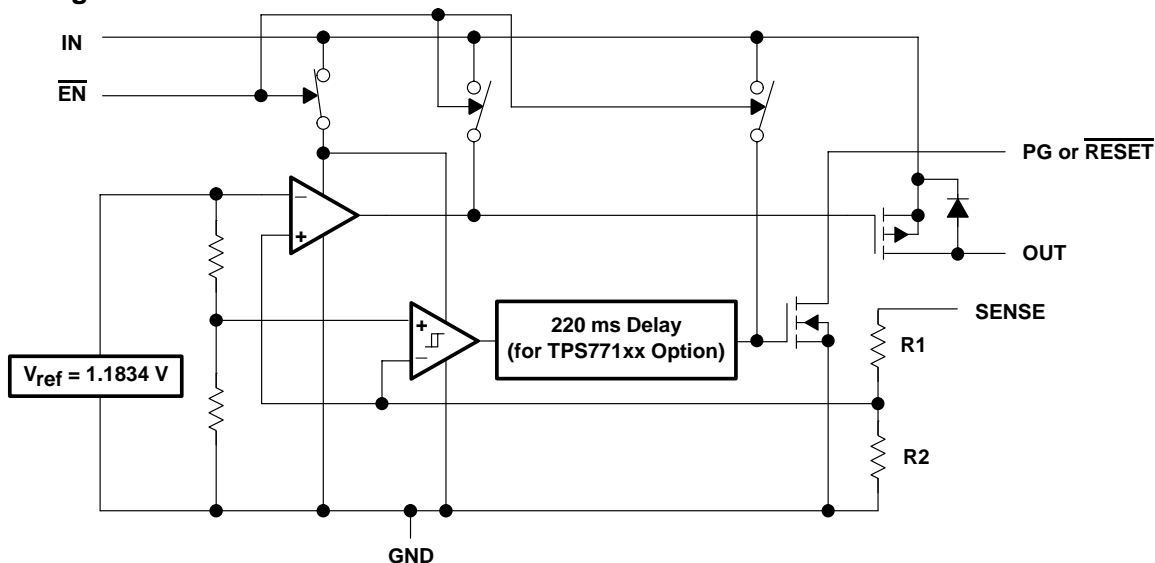 IN
EN
PG or RESET
−
+
OUT
SENSE
+
−
220 ms Delay
(for TPS771xx Option)
R1
Vref = 1.1834 V
R2
GND